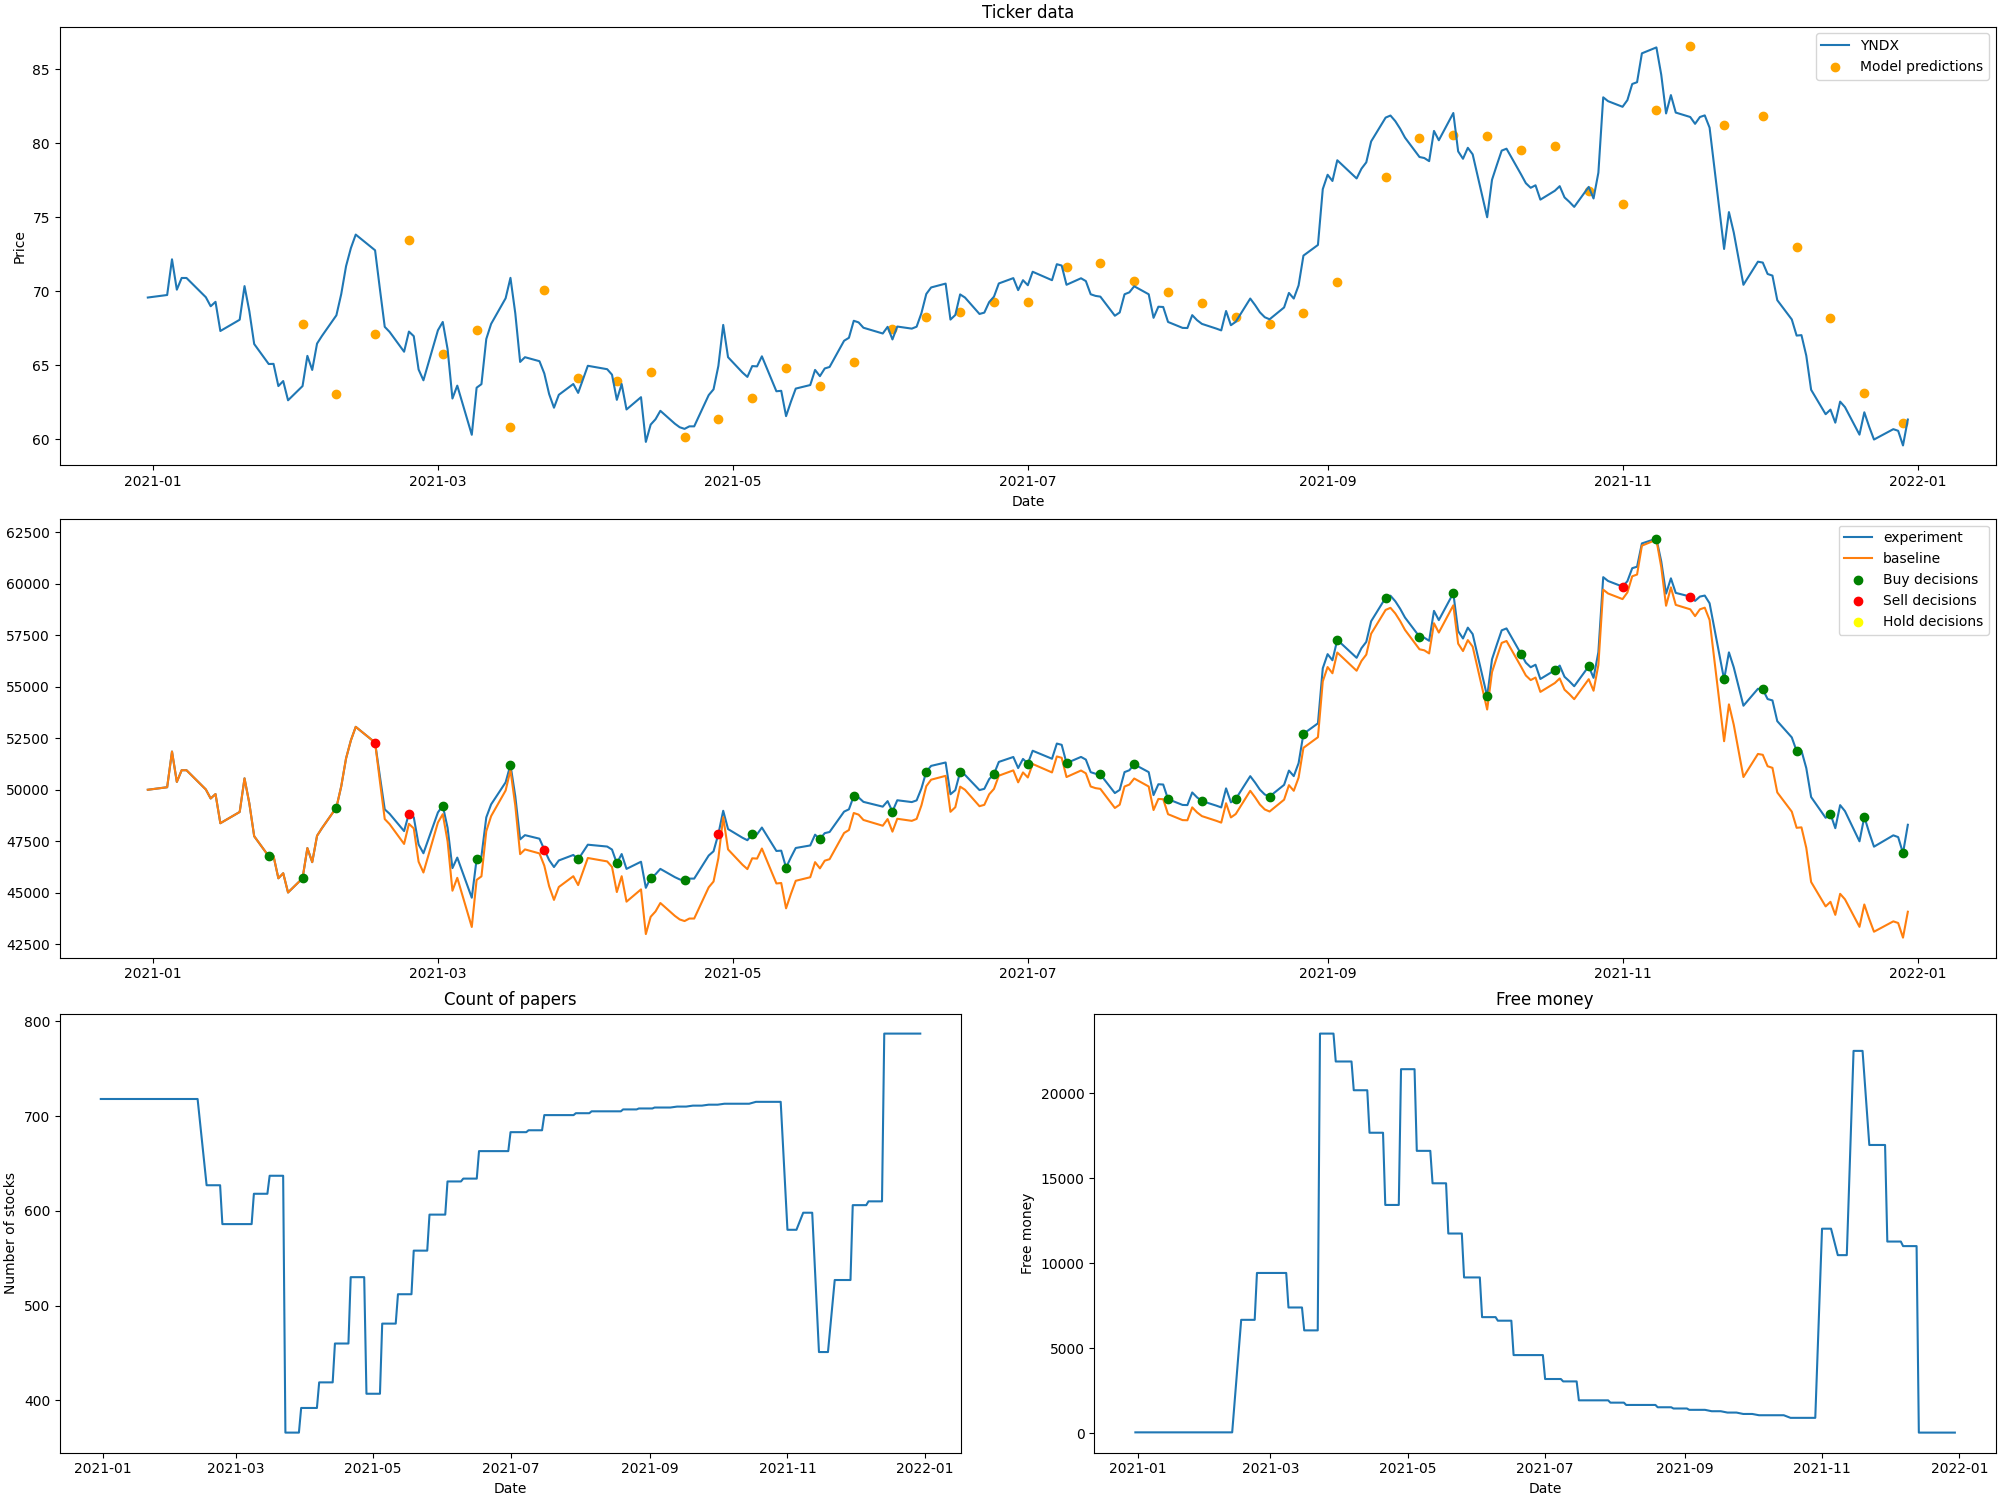 Ticker data
YNDX
Model predictions
85
80
75
70
65
60
Price
2021-01 2021-03 2021-05 2021-07 2021-09 2021-11 2022-01
Date
experiment
baseline
Buy decisions
Sell decisions
Hold decisions
62500
60000
57500
55000
52500
50000
47500
45000
42500
2021-01 2021-03 2021-05 2021-07 2021-09 2021-11 2022-01
Count of papers
800
700
600
500
400
Number of stocks
2021-01 2021-03 2021-05 2021-07 2021-09 2021-11 2022-01
Date
Free money
20000
15000
10000
5000
0
Free money
2021-01 2021-03 2021-05 2021-07 2021-09 2021-11 2022-01
Date